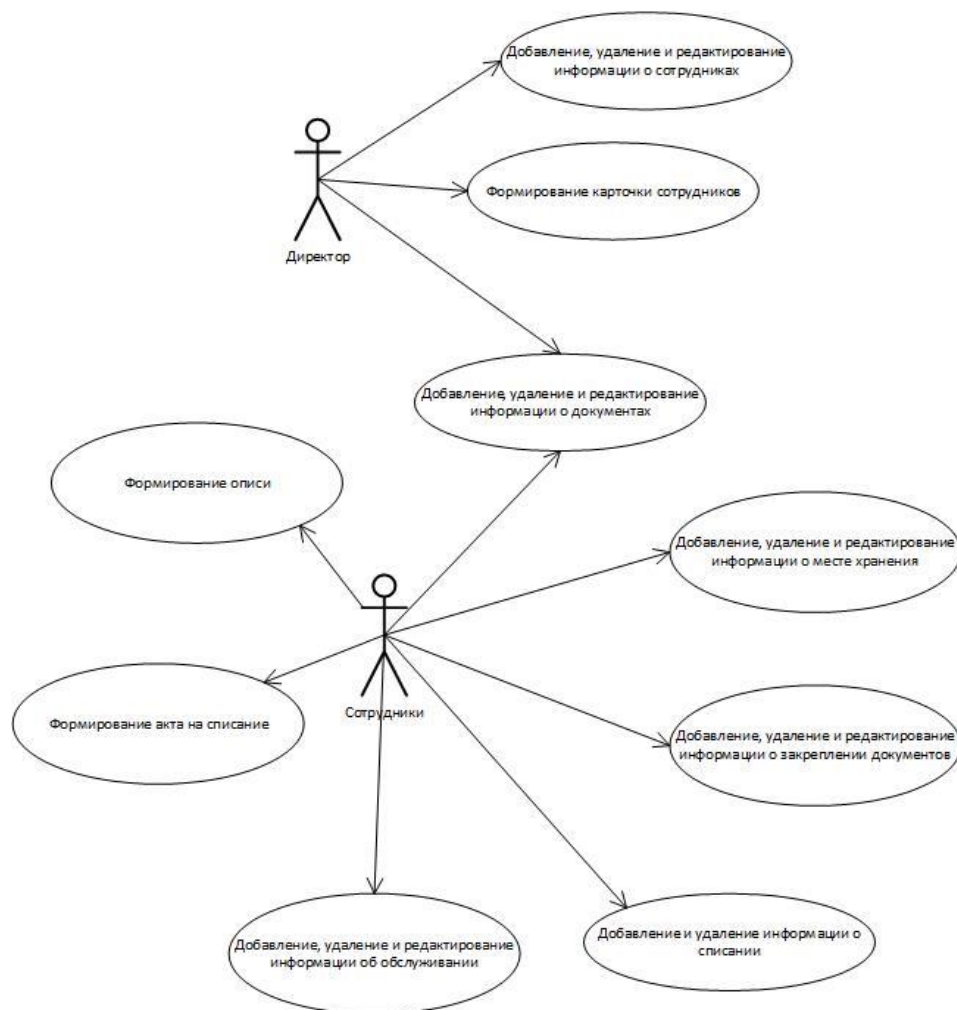 Добавление, удаление и редактирование
информации о сотрудниках
Формирование карточки сотрудников
Директор
Добавление, удаление и редактирование
информации о документах
Формирование описи
Добавление, удаление и редактирование
информации о месте хранения
Сотрудники
Формирование акта на списание
Добавление, удаление и редактирование
информации о закреплении документов
Добавление и удаление информации о
списании
Добавление, удаление и редактирование
информации об обслуживании